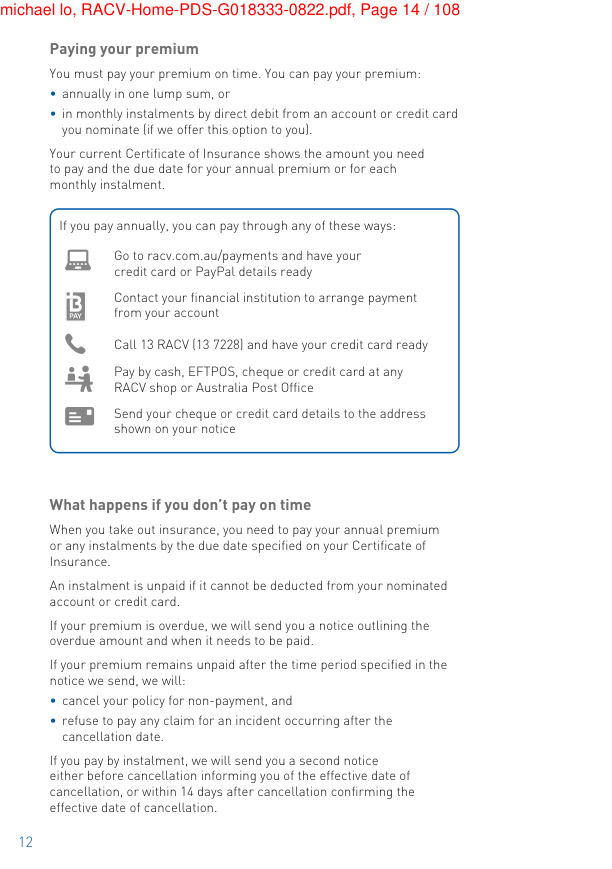 michael lo, RACV-Home-PDS-G018333-0822.pdf, Page 14 / 108
Paying your premium
You must pay your premium on time. You can pay your premium:
• annually in one lump sum, or
• in monthly instalments by direct debit from an account or credit card
you nominate (if we offer this option to you).
Your current Certificate of Insurance shows the amount you need
to pay and the due date for your annual premium or for each
monthly instalment.
If you pay annually, you can pay through any of these ways:
Go to racv.com.au/payments and have your
credit card or PayPal details ready
B
PAY
Contact your financial institution to arrange payment
from your account
Call 13 RACV (13 7228) and have your credit card ready
Pay by cash, EFTPOS, cheque or credit card at any
RACV shop or Australia Post Office
Send your cheque or credit card details to the address
shown on your notice
What happens if you don’t pay on time
When you take out insurance, you need to pay your annual premium
or any instalments by the due date specified on your Certificate of
Insurance.
An instalment is unpaid if it cannot be deducted from your nominated
account or credit card.
If your premium is overdue, we will send you a notice outlining the
overdue amount and when it needs to be paid.
If your premium remains unpaid after the time period specified in the
notice we send, we will:
• cancel your policy for non-payment, and
• refuse to pay any claim for an incident occurring after the
cancellation date.
If you pay by instalment, we will send you a second notice
either before cancellation informing you of the effective date of
cancellation, or within 14 days after cancellation confirming the
effective date of cancellation.
12